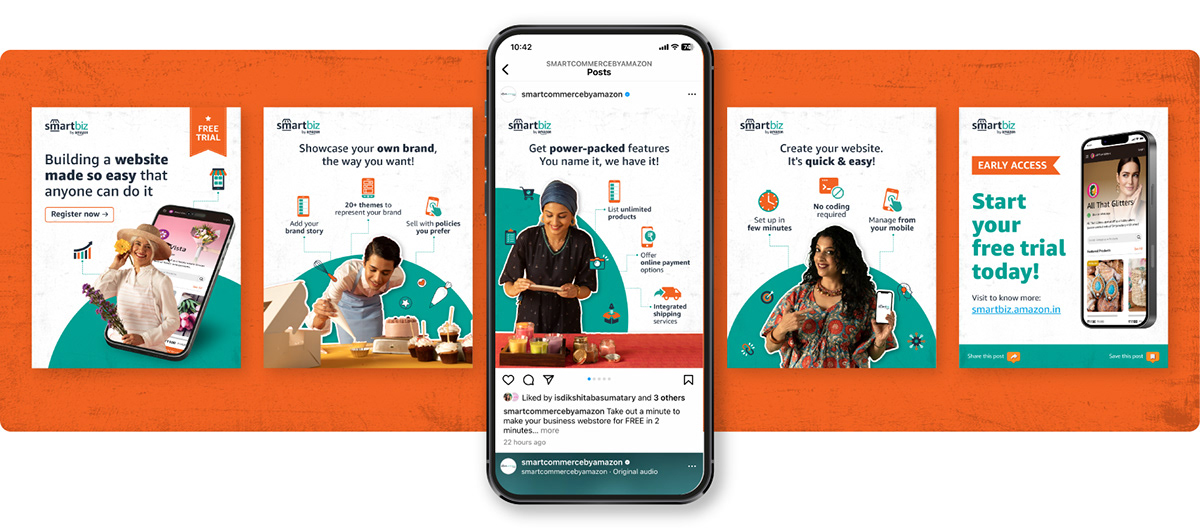 smartbiz
by amazon
FREE
TRIAL
Building a website
made so easy that
anyone can do it
Register now →
Vista
smartbiz
by amazon
Showcase your own brand,
the way you want!
20+ themes to
represent your brand
Add your
brand story
Sell with policies
you prefer
10:42
SMARTCOMMERCEBYAMAZON
Posts
smartcommercebyamazon
smartbiz
by amazon
Get power-packed features
You name it, we have it!
List unlimited
products
Offer
online payment
options
Integrated
shipping
services
Liked by isdikshitabasumatary and 3 others
smartcommercebyamazon Take out a minute to
make your business webstore for FREE in 2
minutes... more
22 hours ago
smartcommercebyamazon
smartcommercebyamazon · Original audio
smartbiz
by amazon
Create your website.
It's quick & easy!
Set up in
few minutes
No coding
required
Manage from
your mobile
smartbiz
by amazon
EARLY ACCESS
Start
your
free trial
today!
Visit to know more:
smartbiz.amazon.in
All That Glitters
Share this post
Save this post